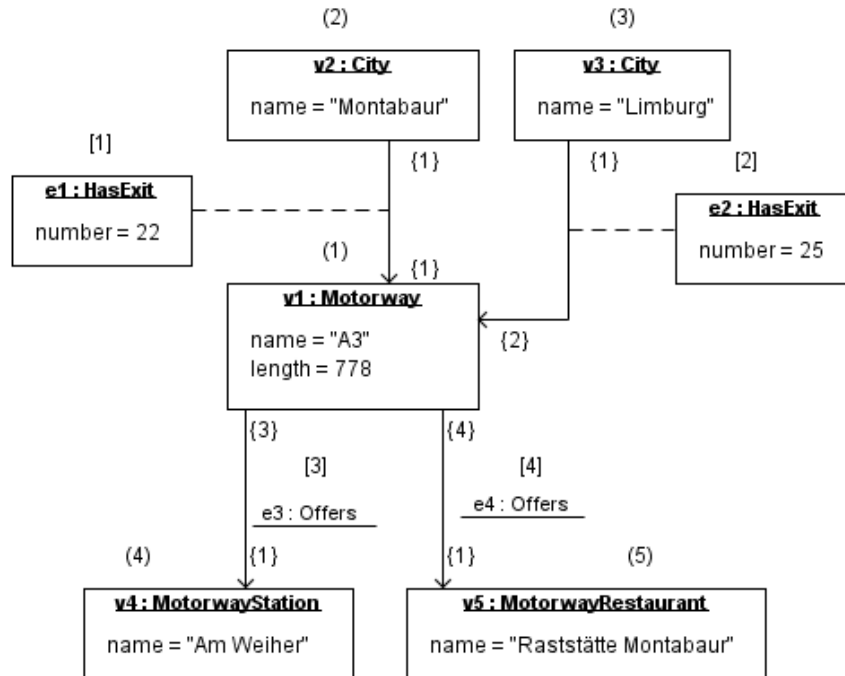 (2)
(3)
v2 : City
name = "Montabaur"
v3 : City
name = "Limburg"
[1]
{1}
{1}
[2]
e1 : HasExit
number = 22
e2 : HasExit
number = 25
(1)
{1}
v1 : Motorway
name = "A3"
length = 778
{2}
{3}
{4}
[3]
[4]
e3 : Offers
e4 : Offers
(4)
{1}
{1}
(5)
v4 : MotorwayStation
name = "Am Weiher"
v5 : MotorwayRestaurant
name = "Raststätte Montabaur"